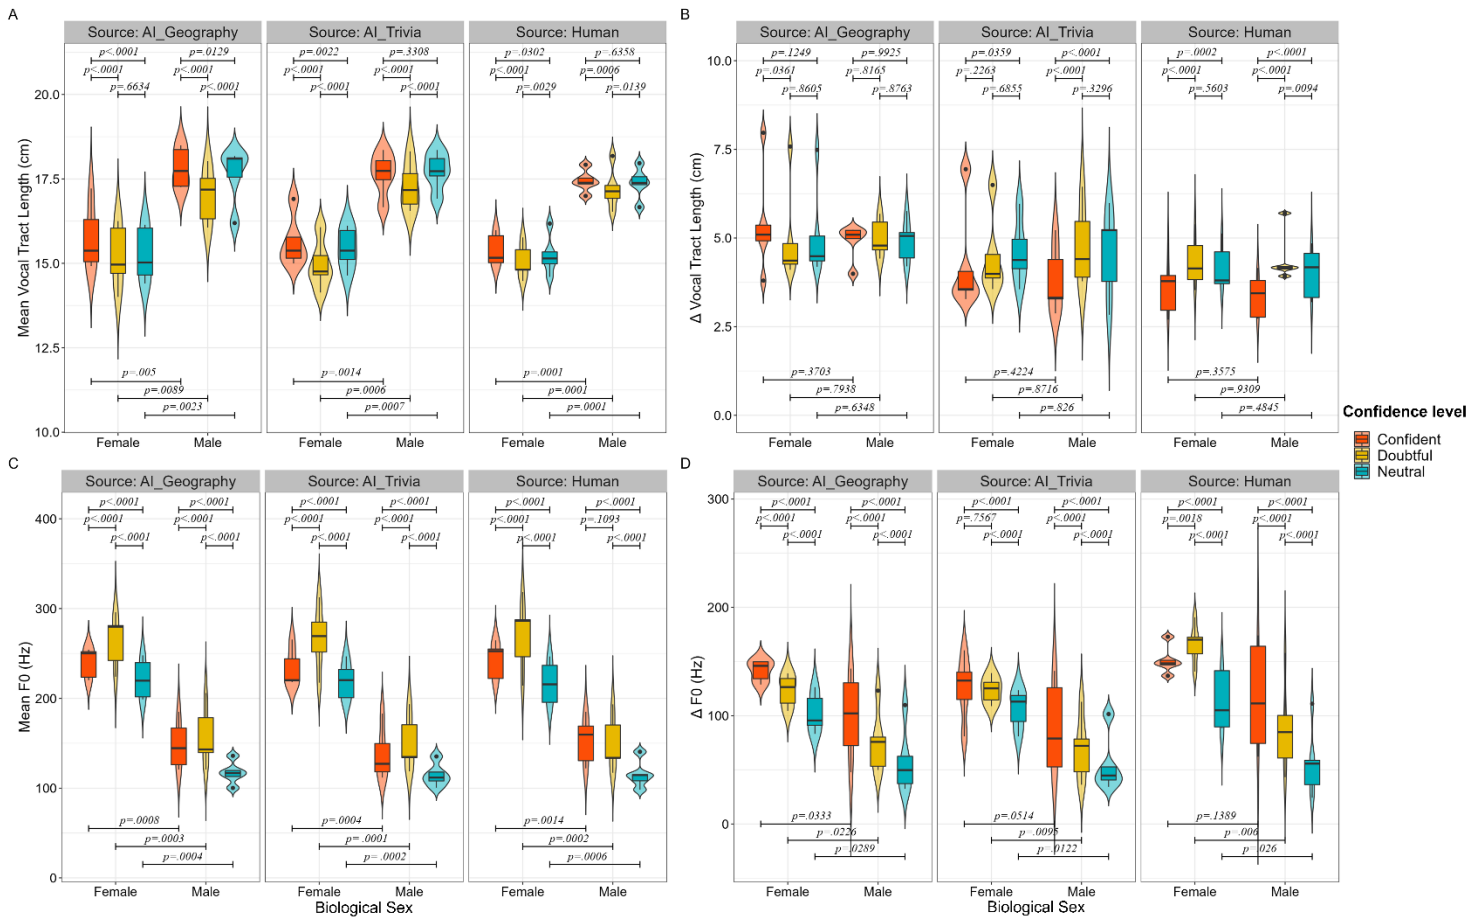 A
Source: AI_Geography
Source: AI_Trivia
Source: Human
p<.0001
p=.0129
p=.0022
p=.3308
p=.0302
p=.6358
p<.0001
p<.0001
p<.0001
p<.0001
p<.0001
p=.0006
p=.6634
p<.0001
p<.0001
p<.0001
p=.0029
p=.0139
20.0
17.5
15.0
12.5
10.0
Mean Vocal Tract Length (cm)
p=.005
p=.0089
p=.0023
p=.0014
p=.0006
p=.0007
p=.0001
p=.0001
p=.0001
Female
Male
Female
Male
Female
Male
B
Source: AI_Geography
Source: AI_Trivia
Source: Human
p=.1249
p=.9925
p=.0359
p<.0001
p=.0002
p<.0001
p=.0361
p=.8165
p=.2263
p<.0001
p<.0001
p<.0001
p=.8605
p=.8763
p=.6855
p=.3296
p=.5603
p=.0094
10.0
7.5
5.0
2.5
0.0
Δ Vocal Tract Length (cm)
p=.3703
p=.7938
p=.6348
p=.4224
p=.8716
p=.826
p=.3575
p=.9309
p=.4845
Female
Male
Female
Male
Female
Male
Confidence level
Confident
Doubtful
Neutral
C
Source: AI_Geography
Source: AI_Trivia
Source: Human
p<.0001
p<.0001
p<.0001
p<.0001
p<.0001
p<.0001
p<.0001
p<.0001
p<.0001
p<.0001
p<.0001
p=.1093
p<.0001
p<.0001
p<.0001
p<.0001
p<.0001
p<.0001
400
300
200
100
0
Mean F0 (Hz)
p=.0008
p=.0003
p=.0004
p=.0004
p=.0001
p=.0002
p=.0014
p=.0002
p=.0006
Female
Male
Female
Male
Female
Male
Biological Sex
D
Source: AI_Geography
Source: AI_Trivia
Source: Human
p<.0001
p<.0001
p<.0001
p<.0001
p<.0001
p<.0001
p<.0001
p<.0001
p=.7567
p<.0001
p=.0018
p<.0001
p<.0001
p<.0001
p<.0001
p<.0001
p<.0001
p<.0001
300
200
100
0
Δ F0 (Hz)
p=.0333
p=.0226
p=.0289
p=.0514
p=.0095
p=.0122
p=.1389
p=.006
p=.026
Female
Male
Female
Male
Female
Male
Biological Sex